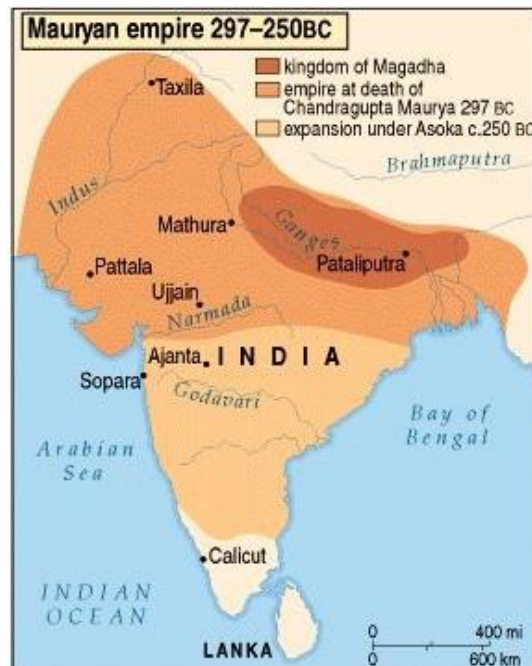 Mauryan empire 297–250BC
kingdom of Magadha
empire at death of
Chandragupta Maurya 297 BC
expansion under Asoka c.250 BC
Taxila
Brahmaputra
Indus
Mathura
Ganges
Pataliputra
Pattala
Ujjain
Narmada
Ajanta
INDIA
Sopara
Godavari
Bay of
Bengal
Arabian
Sea
Calicut
INDIAN
OCEAN
LANKA
0 400 mi
0 600 km